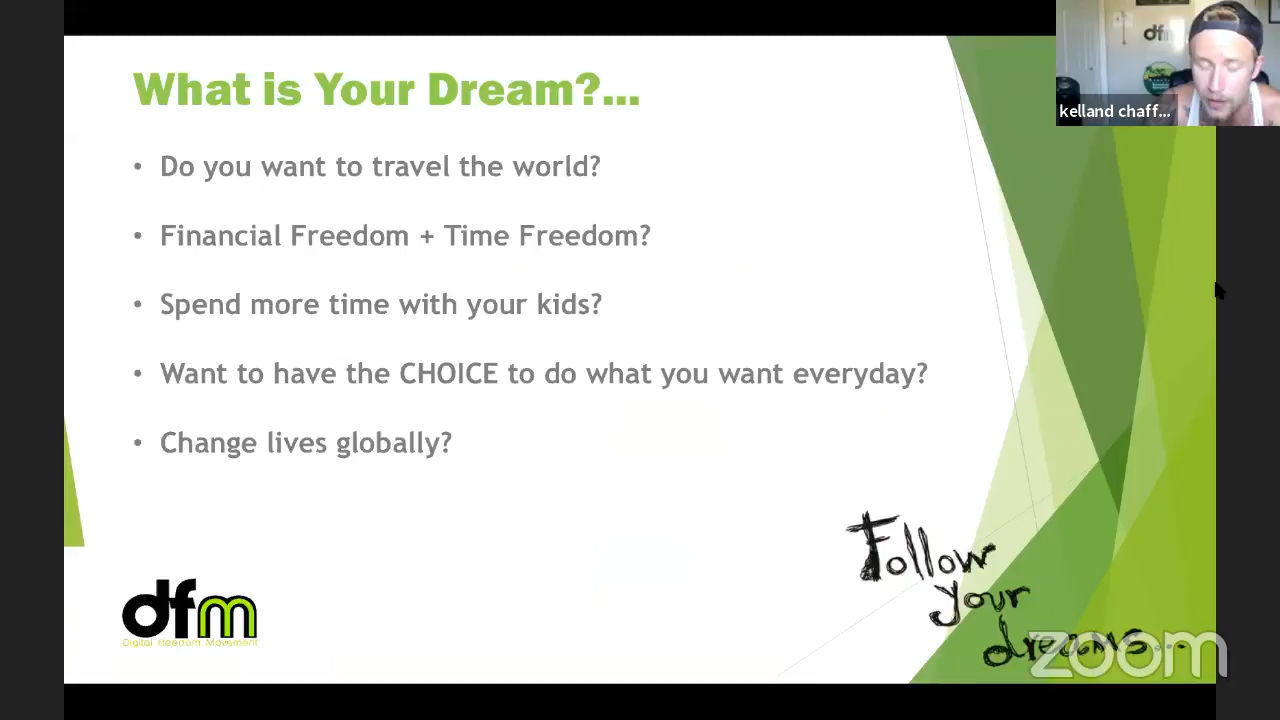 What is Your Dream?...
dfm
kelland chaff...
• Do you want to travel the world?
• Financial Freedom + Time Freedom?
• Spend more time with your kids?
• Want to have the CHOICE to do what you want everyday?
• Change lives globally?
Follow
your
dreams...
dfm
Digital Freedom Movement
zoom